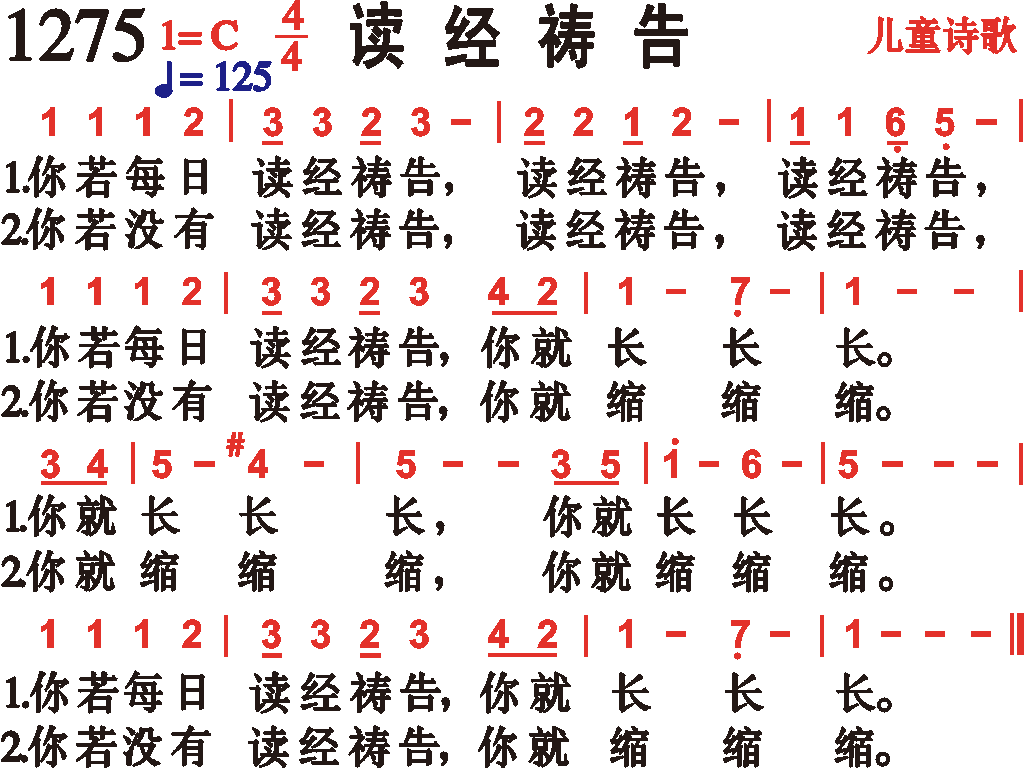 1275 1=C 4/4 读经祷告 儿童诗歌
♩=125
1 1 1 2 | 3 3 2 3 - | 2 2 1 2 - | 1 1 6 5 - |
1.你若每日 读经祷告， 读经祷告， 读经祷告，
2.你若没有 读经祷告， 读经祷告， 读经祷告，
1 1 1 2 | 3 3 2 3 4 2 | 1 - 7 - | 1 - - |
1.你若每日 读经祷告，你就 长 长 长。
2.你若没有 读经祷告，你就 缩 缩 缩。
3 4 | 5 - #4 - | 5 - - 3 5 | 1 - 6 - | 5 - - - |
1.你就 长 长 长， 你就 长 长 长。
2.你就 缩 缩 缩， 你就 缩 缩 缩。
1 1 1 2 | 3 3 2 3 4 2 | 1 - 7 - | 1 - - - ‖
1.你若每日 读经祷告，你就 长 长 长。
2.你若没有 读经祷告，你就 缩 缩 缩。